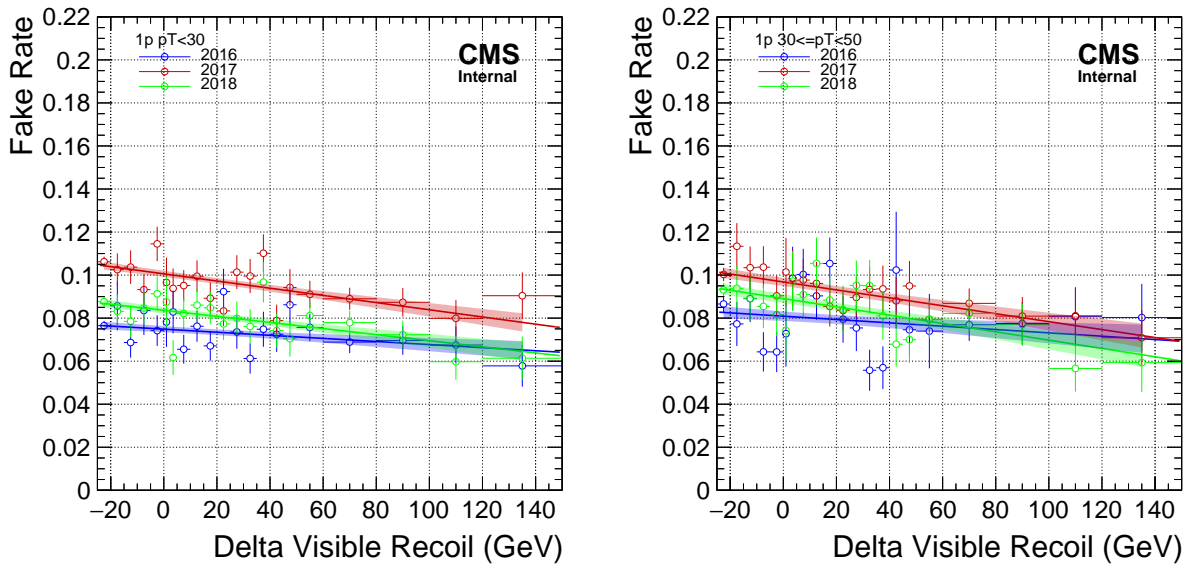 Fake Rate
0.22
0.2
0.18
0.16
0.14
0.12
0.1
0.08
0.06
0.04
0.02
0
1p pT<30
2016
2017
2018
CMS
Internal
−20 0 20 40 60 80 100 120 140
Delta Visible Recoil (GeV)
Fake Rate
0.22
0.2
0.18
0.16
0.14
0.12
0.1
0.08
0.06
0.04
0.02
0
1p 30<=pT<50
2016
2017
2018
CMS
Internal
−20 0 20 40 60 80 100 120 140
Delta Visible Recoil (GeV)